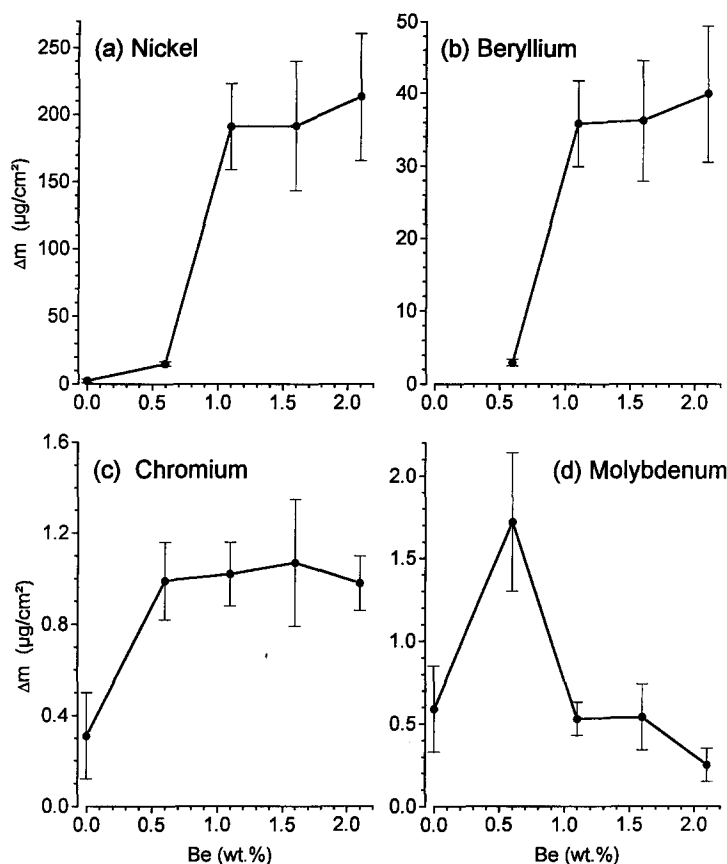 (a) Nickel
250
200
150
100
50
0
0.0 0.5 1.0 1.5 2.0
Δm (μg/cm²)
(b) Beryllium
50
40
30
20
10
0
0.0 0.5 1.0 1.5 2.0
(c) Chromium
1.6
1.2
0.8
0.4
0.0
0.0 0.5 1.0 1.5 2.0
Δm (μg/cm²)
Be (wt.%)
(d) Molybdenum
2.0
1.5
1.0
0.5
0.0
0.0 0.5 1.0 1.5 2.0
Be (wt.%)